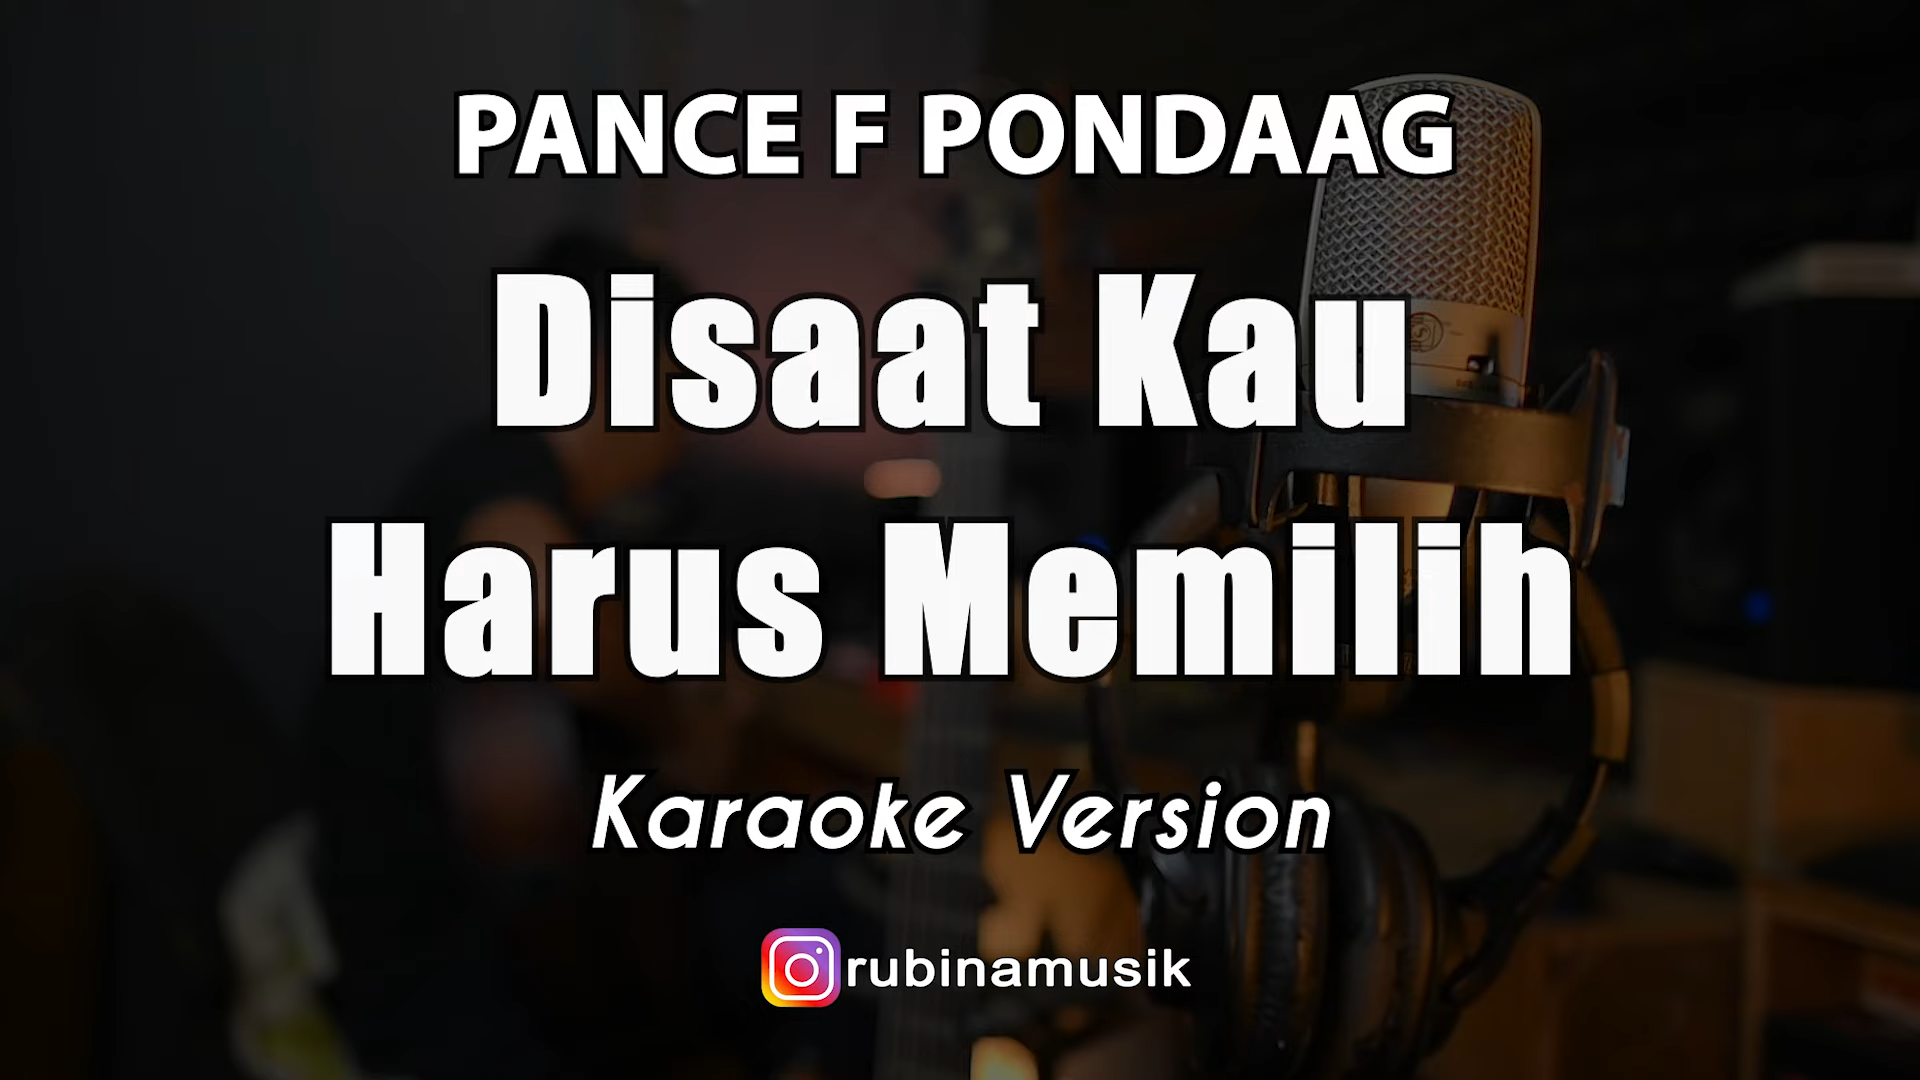 PANCE F PONDAAG
Disaat Kau
Harus Memilih
Karaoke Version
rubinamusik